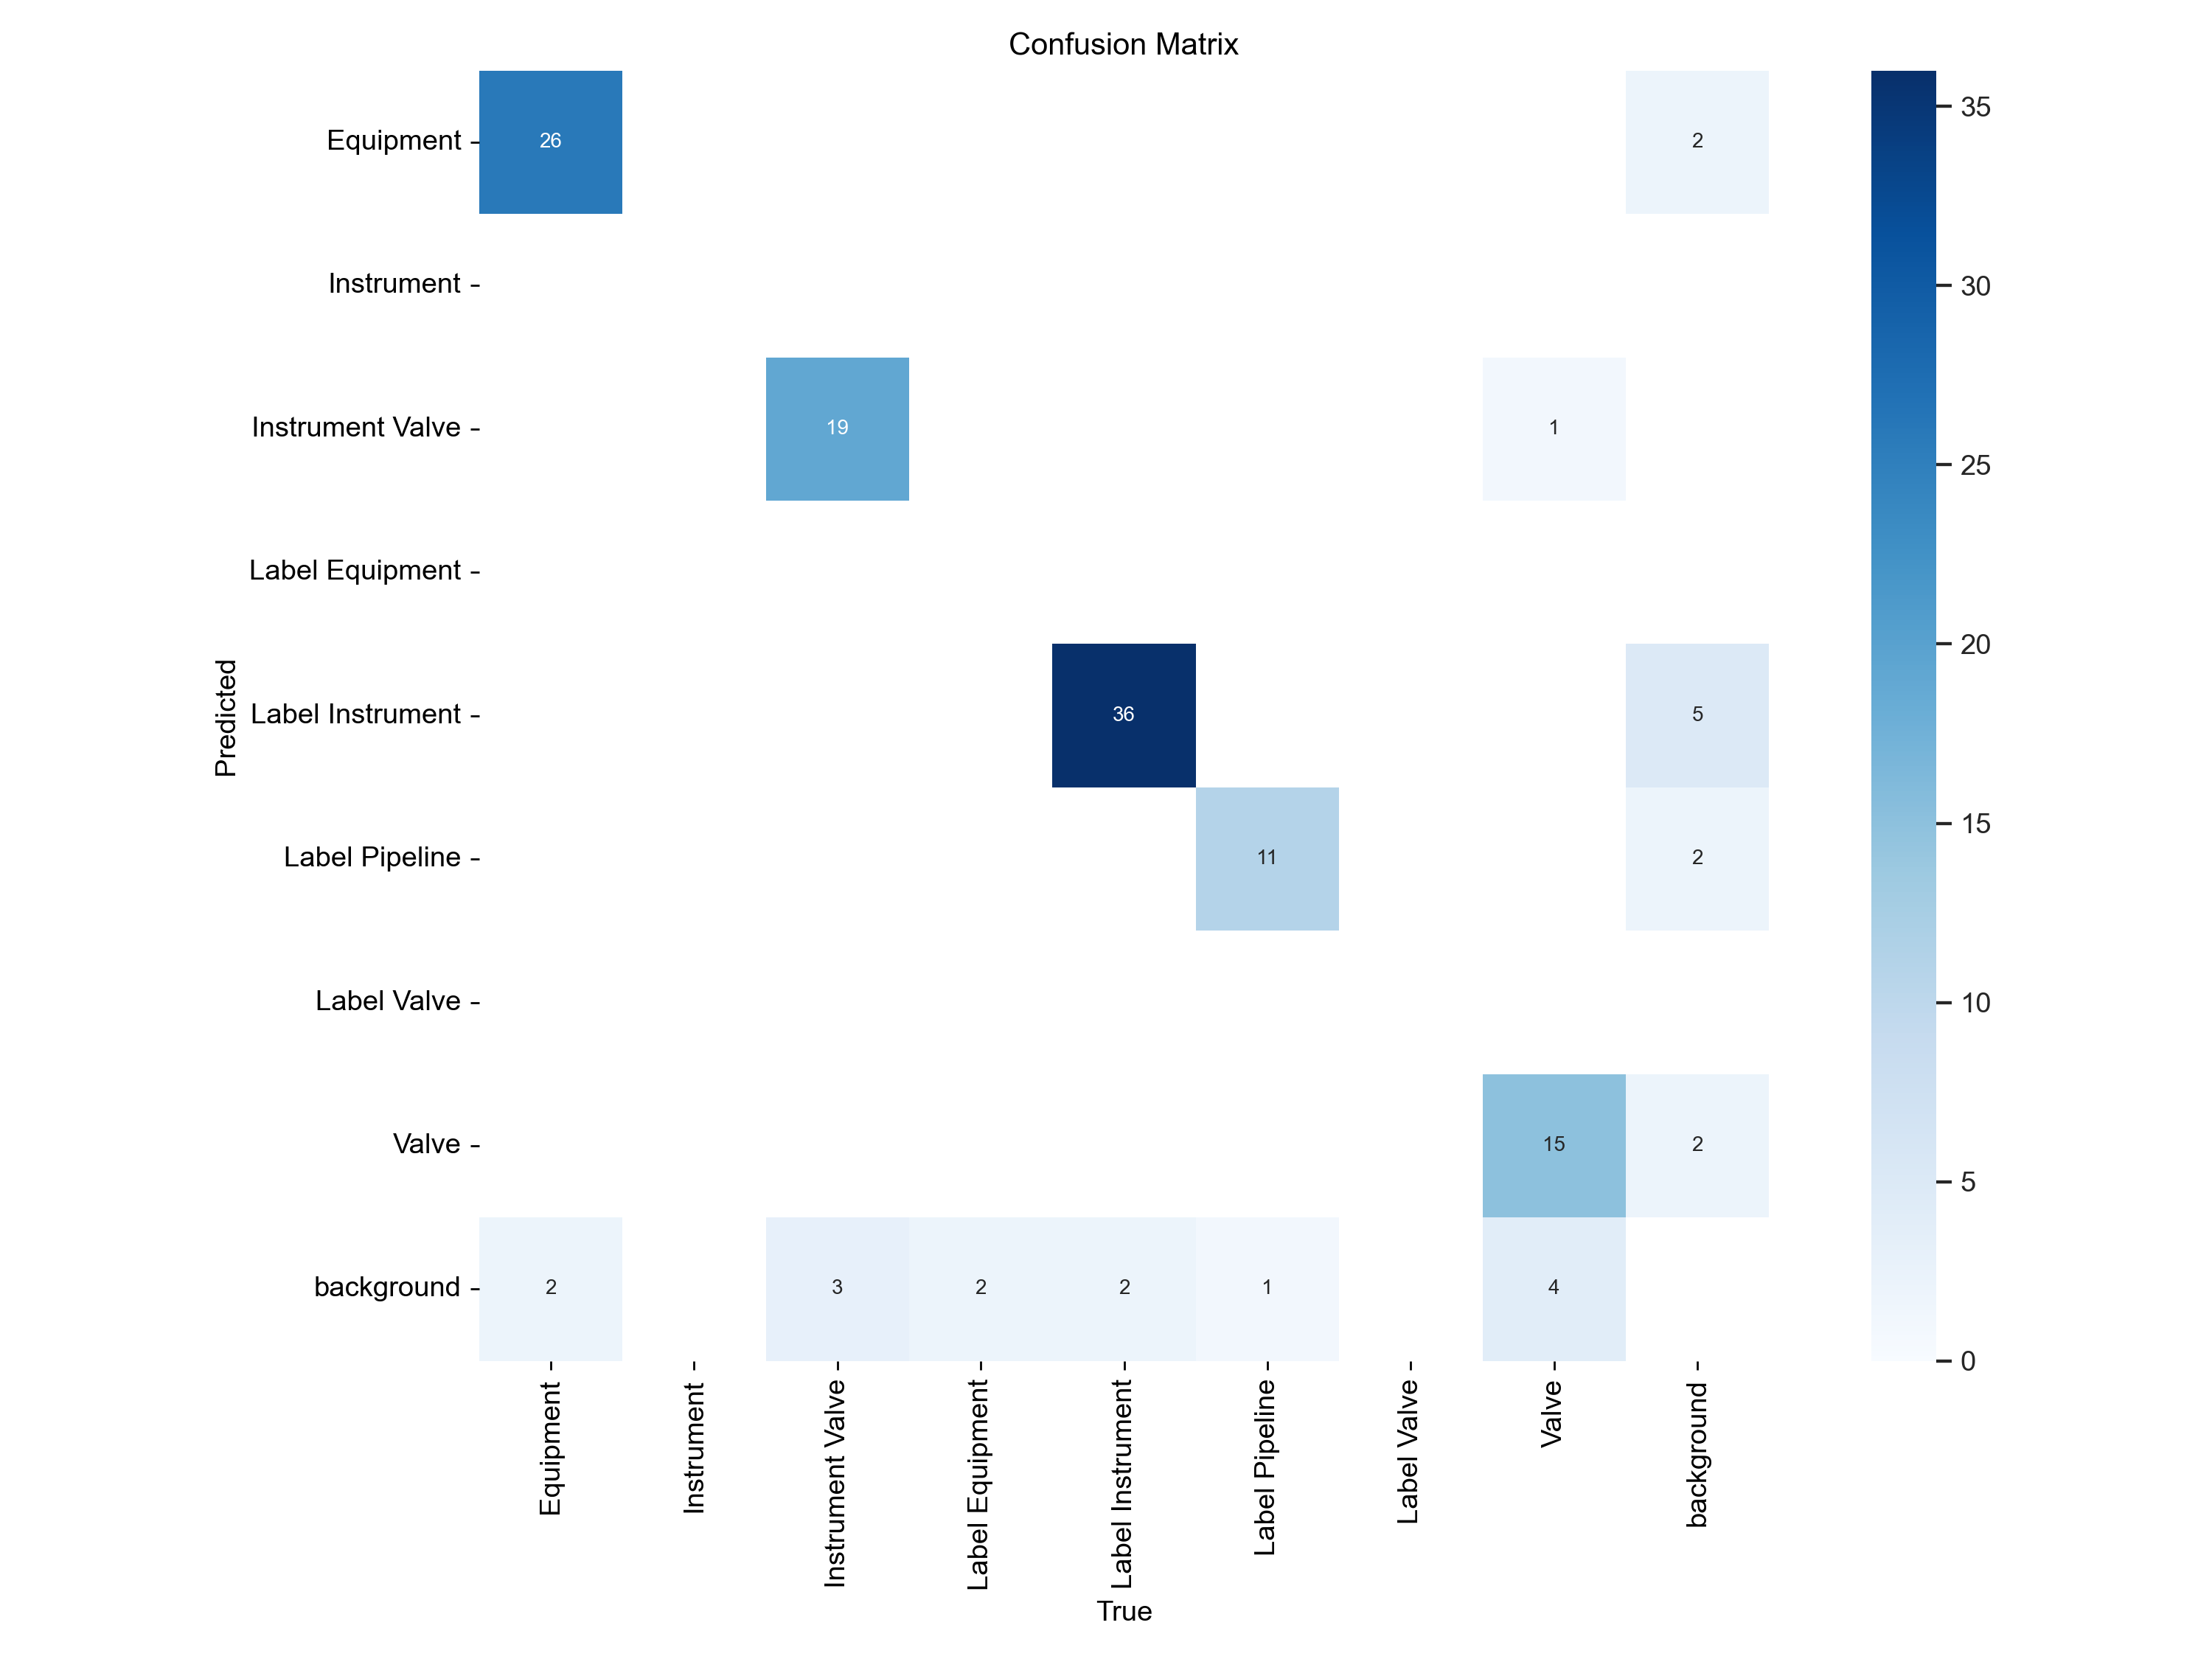 Confusion Matrix
Equipment
26
2
Instrument
Instrument Valve
19
1
Label Equipment
Predicted
Label Instrument
36
5
Label Pipeline
11
2
Label Valve
Valve
15
2
background
2
3
2
2
1
4
Equipment
Instrument
Instrument Valve
Label Equipment
Label Instrument
Label Pipeline
Label Valve
Valve
background
True
35
30
25
20
15
10
5
0